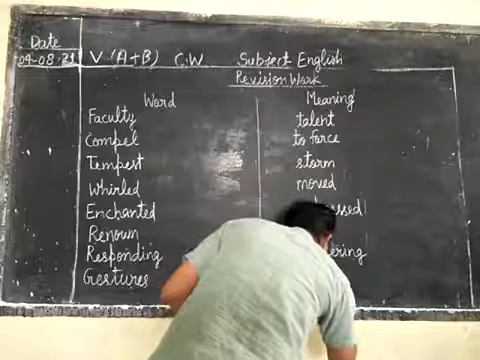 Date
04-08-21
V (A+B) C.W Subject English
Revision Work
Word Meaning
Faculty talent
Compel to force
Tempest storm
Whirled moved
Enchanted
Renown
Responding
Gestures